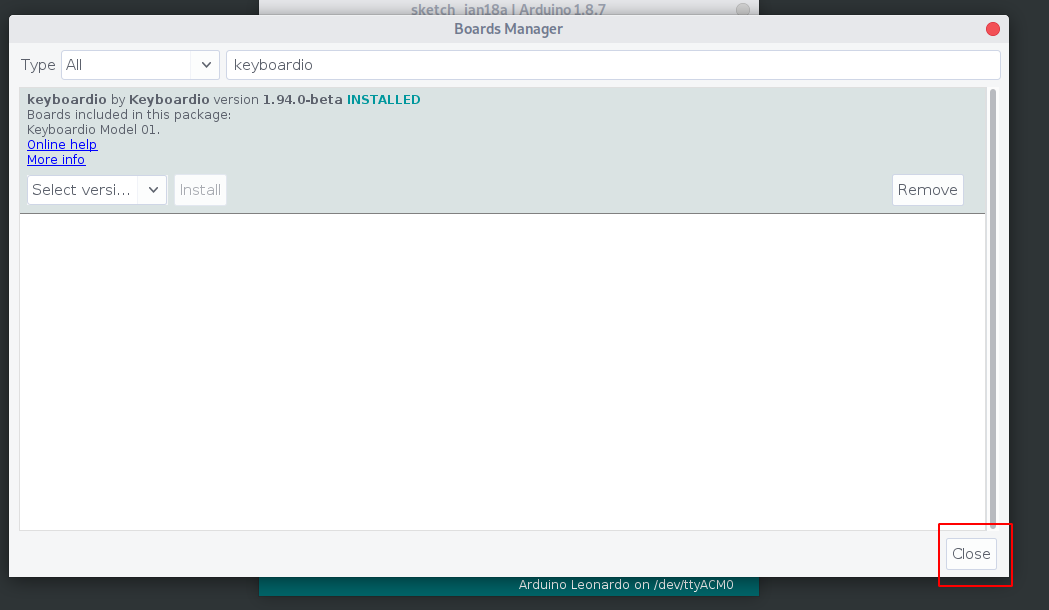 sketch_jan18a | Arduino 1.8.7
Boards Manager
Type All keyboardio
keyboardio by Keyboardio version 1.94.0-beta INSTALLED
Boards included in this package:
Keyboardio Model 01.
Online help
More info
Select versi... Install Remove
Close
Arduino Leonardo on /dev/ttyACM0